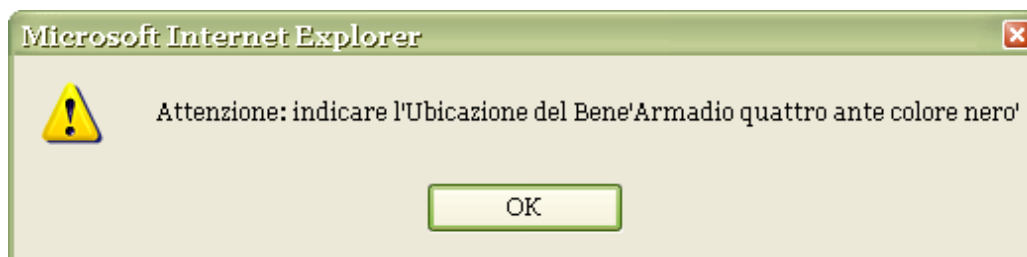 Microsoft Internet Explorer
Attenzione: indicare l'Ubicazione del Bene'Armadio quattro ante colore nero'
OK